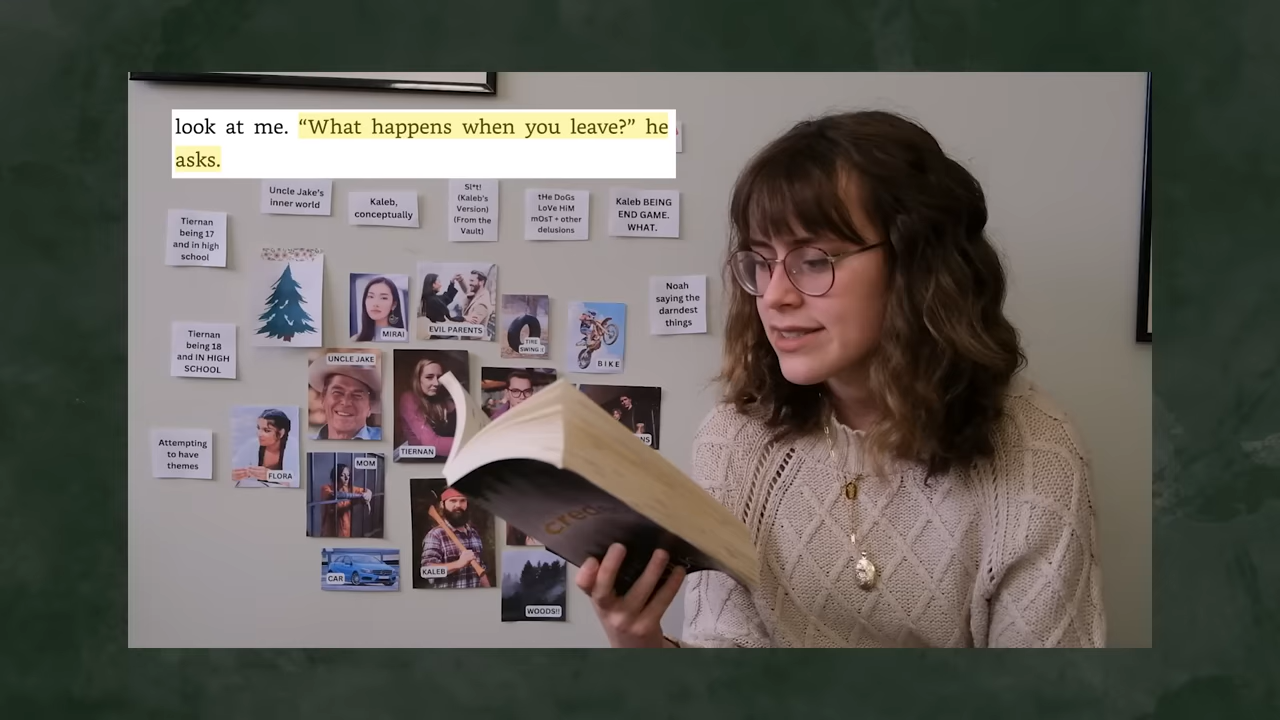 look at me. “What happens when you leave?” he
asks.
Uncle Jake's
inner world
Kaleb,
conceptually
Sl*t!
(Kaleb's
Version)
(From the
Vault)
tHe DoGs
LoVe HiM
mOsT + other
delusions
Kaleb BEING
END GAME.
WHAT.
Tiernan
being 17
and in high
school
MIRAI
EVIL PARENTS
TIRE
SWING :(
BIKE
Noah
saying the
darndest
things
Tiernan
being 18
and IN HIGH
SCHOOL
UNCLE JAKE
TIERNAN
Attempting
to have
themes
FLORA
MOM
KALEB
CAR
WOODS!!